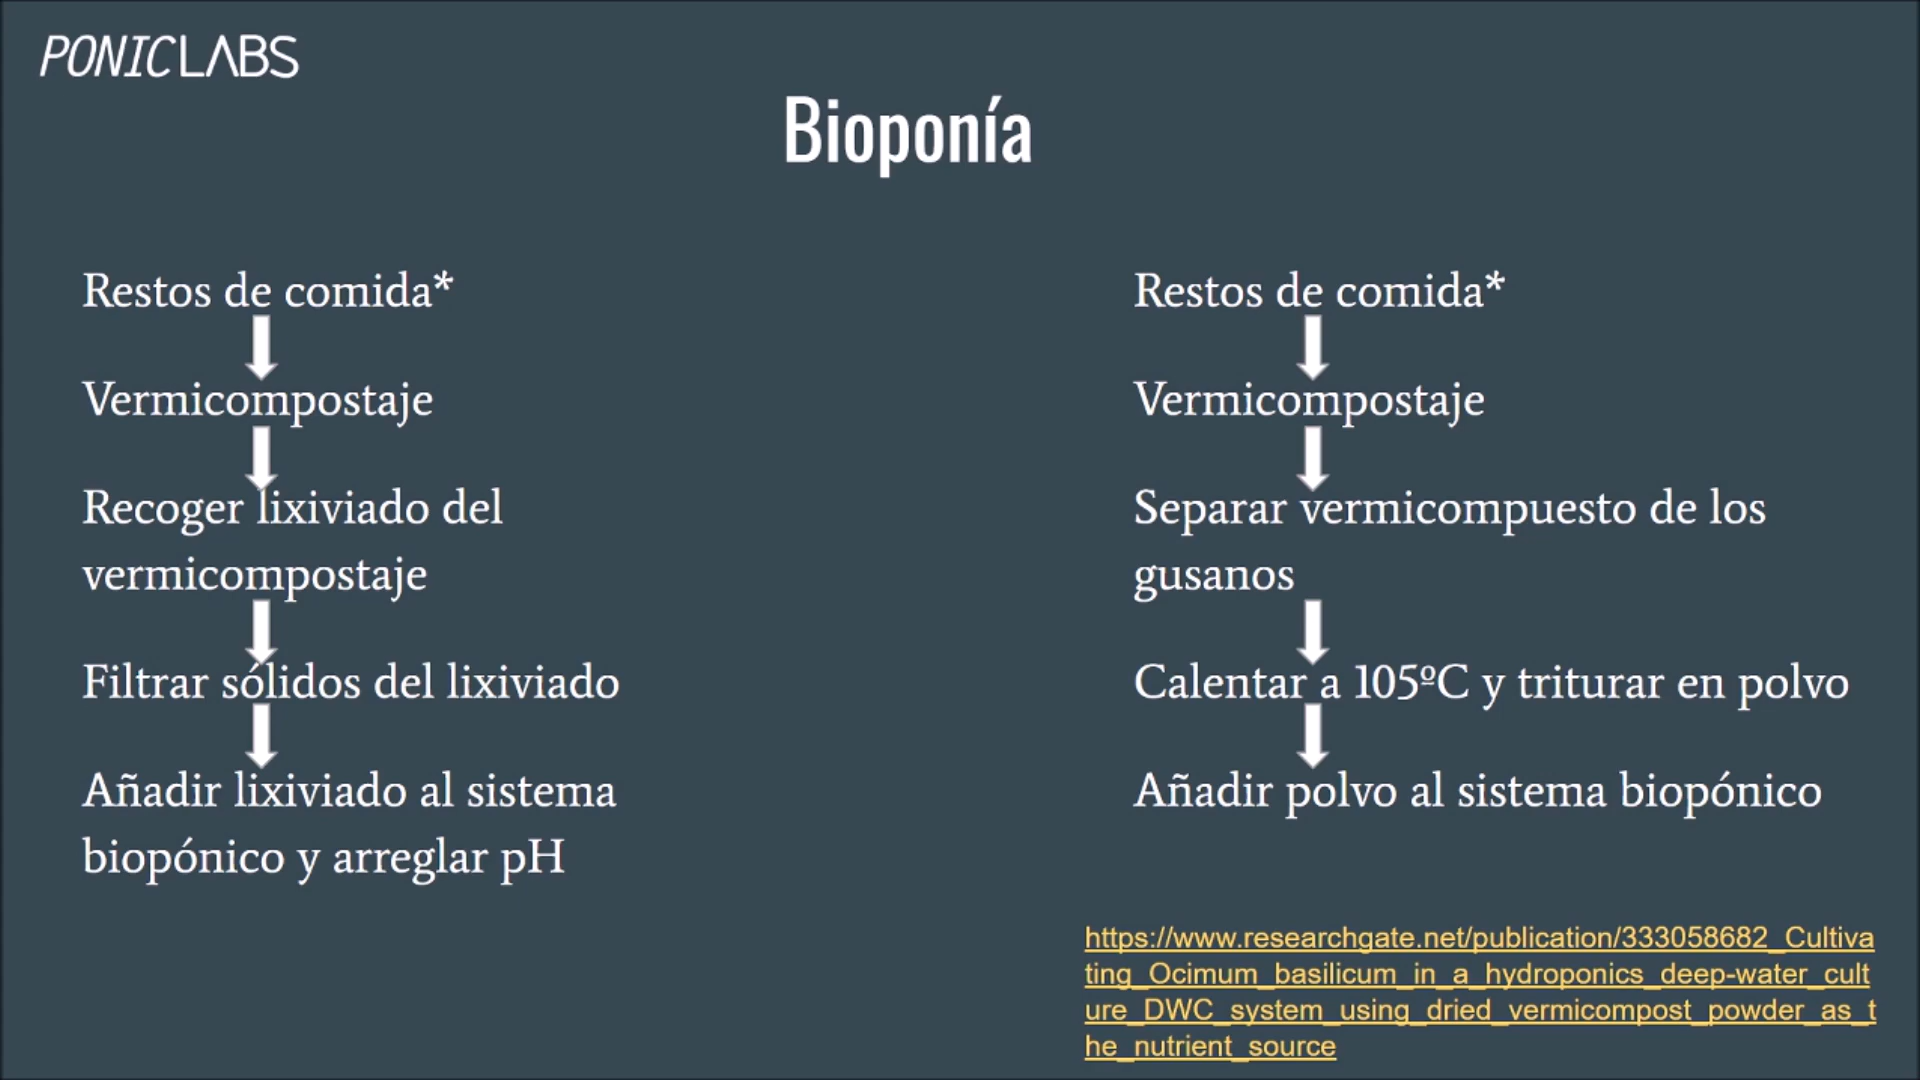 PONICLABS
Bioponía
Restos de comida*
Vermicompostaje
Recoger lixiviado del
vermicompostaje
Filtrar sólidos del lixiviado
Añadir lixiviado al sistema
biopónico y arreglar pH
Restos de comida*
Vermicompostaje
Separar vermicompuesto de los
gusanos
Calentar a 105ºC y triturar en polvo
Añadir polvo al sistema biopónico
https://www.researchgate.net/publication/333058682_Cultiva
ting_Ocimum_basilicum_in_a_hydroponics_deep-water_cult
ure_DWC_system_using_dried_vermicompost_powder_as_t
he_nutrient_source